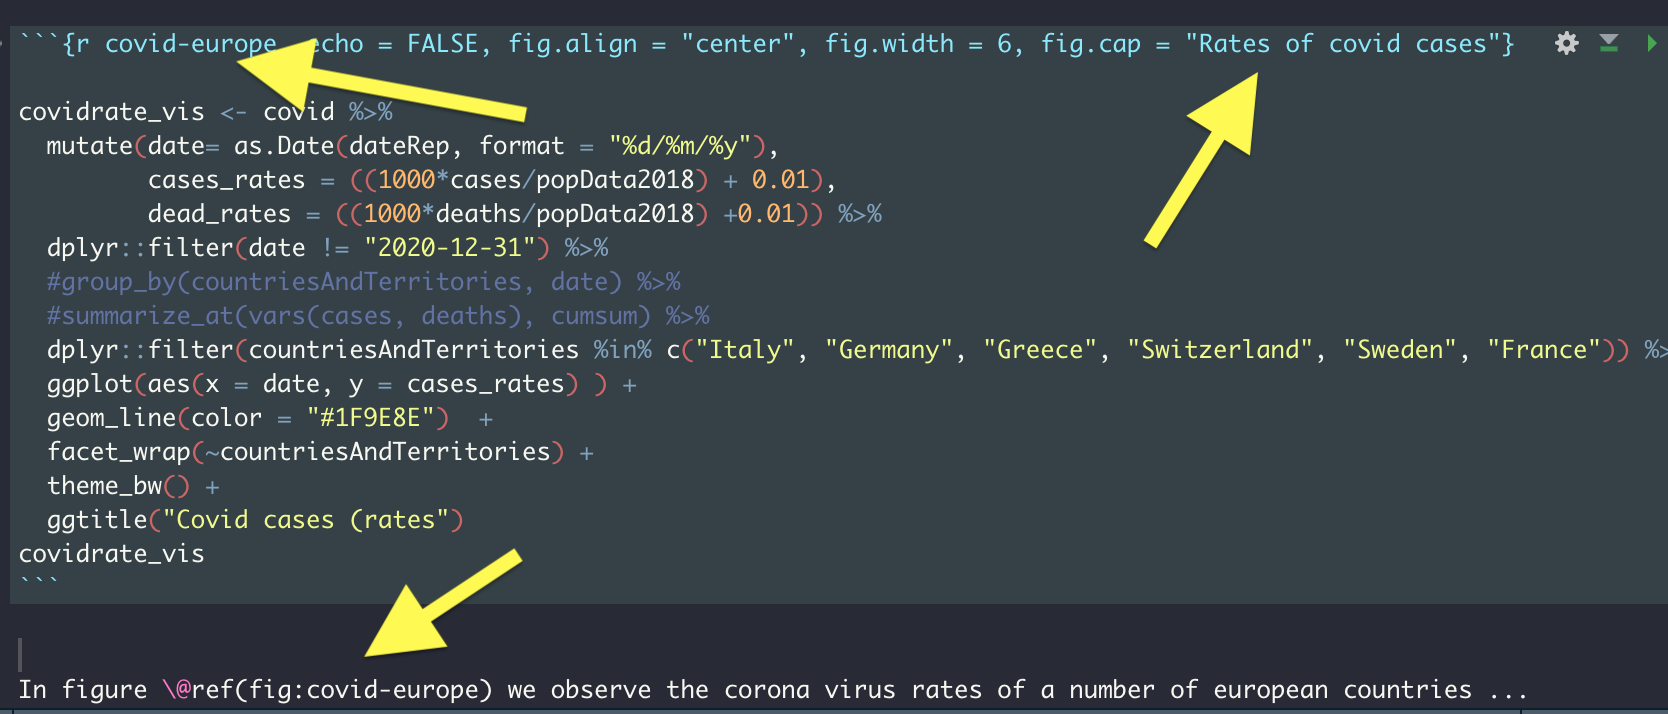 ```{r covid-europe, echo = FALSE, fig.align = "center", fig.width = 6, fig.cap = "Rates of covid cases"}
covidrate_vis <- covid %>%
  mutate(date= as.Date(dateRep, format = "%d/%m/%y"),
         cases_rates = ((1000*cases/popData2018) + 0.01),
         dead_rates = ((1000*deaths/popData2018) +0.01)) %>%
  dplyr::filter(date != "2020-12-31") %>%
  #group_by(countriesAndTerritories, date) %>%
  #summarize_at(vars(cases, deaths), cumsum) %>%
  dplyr::filter(countriesAndTerritories %in% c("Italy", "Germany", "Greece", "Switzerland", "Sweden", "France")) %>
  ggplot(aes(x = date, y = cases_rates) ) +
  geom_line(color = "#1F9E8E")  +
  facet_wrap(~countriesAndTerritories) +
  theme_bw() +
  ggtitle("Covid cases (rates")
covidrate_vis
```
In figure \@ref(fig:covid-europe) we observe the corona virus rates of a number of european countries ...